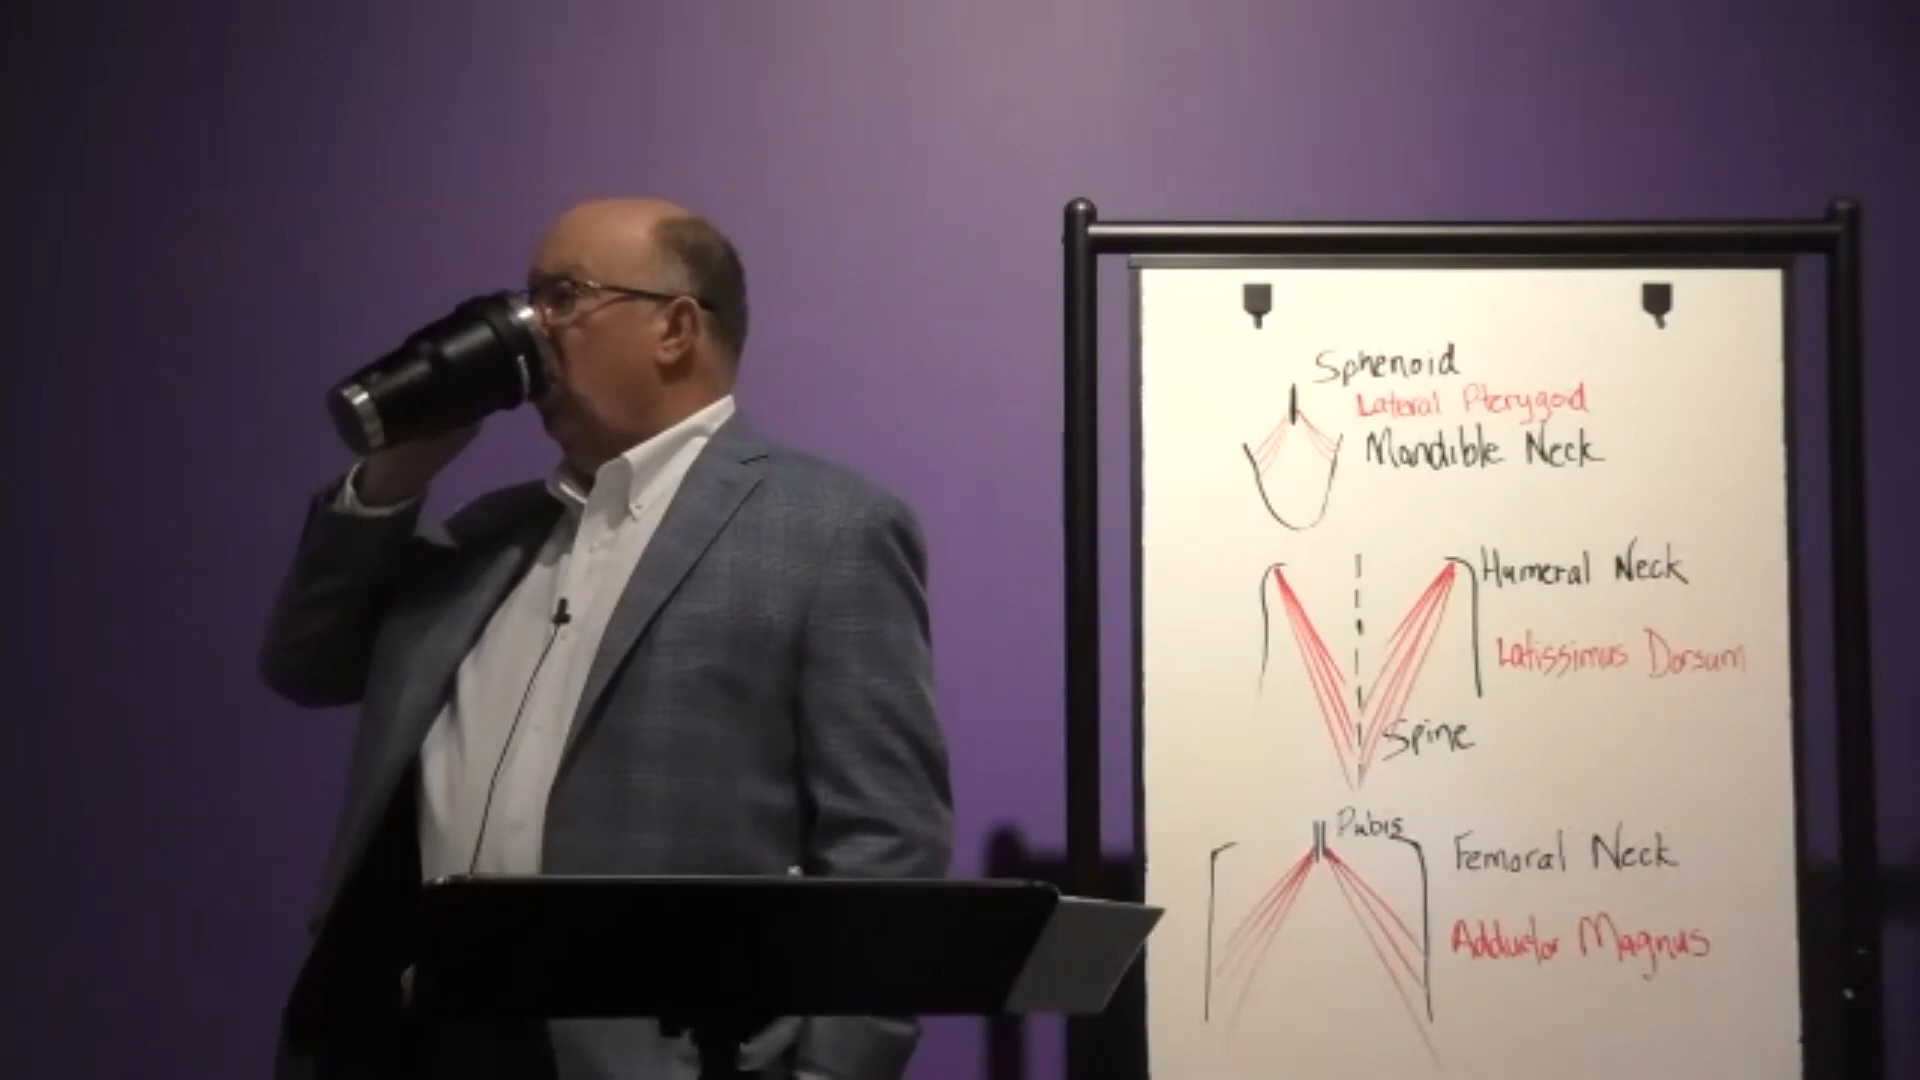 Sphenoid
Lateral Pterygoid
Mandible Neck
Humeral Neck
Latissimus Dorsum
Spine
Pubis
Femoral Neck
Adductor Magnus